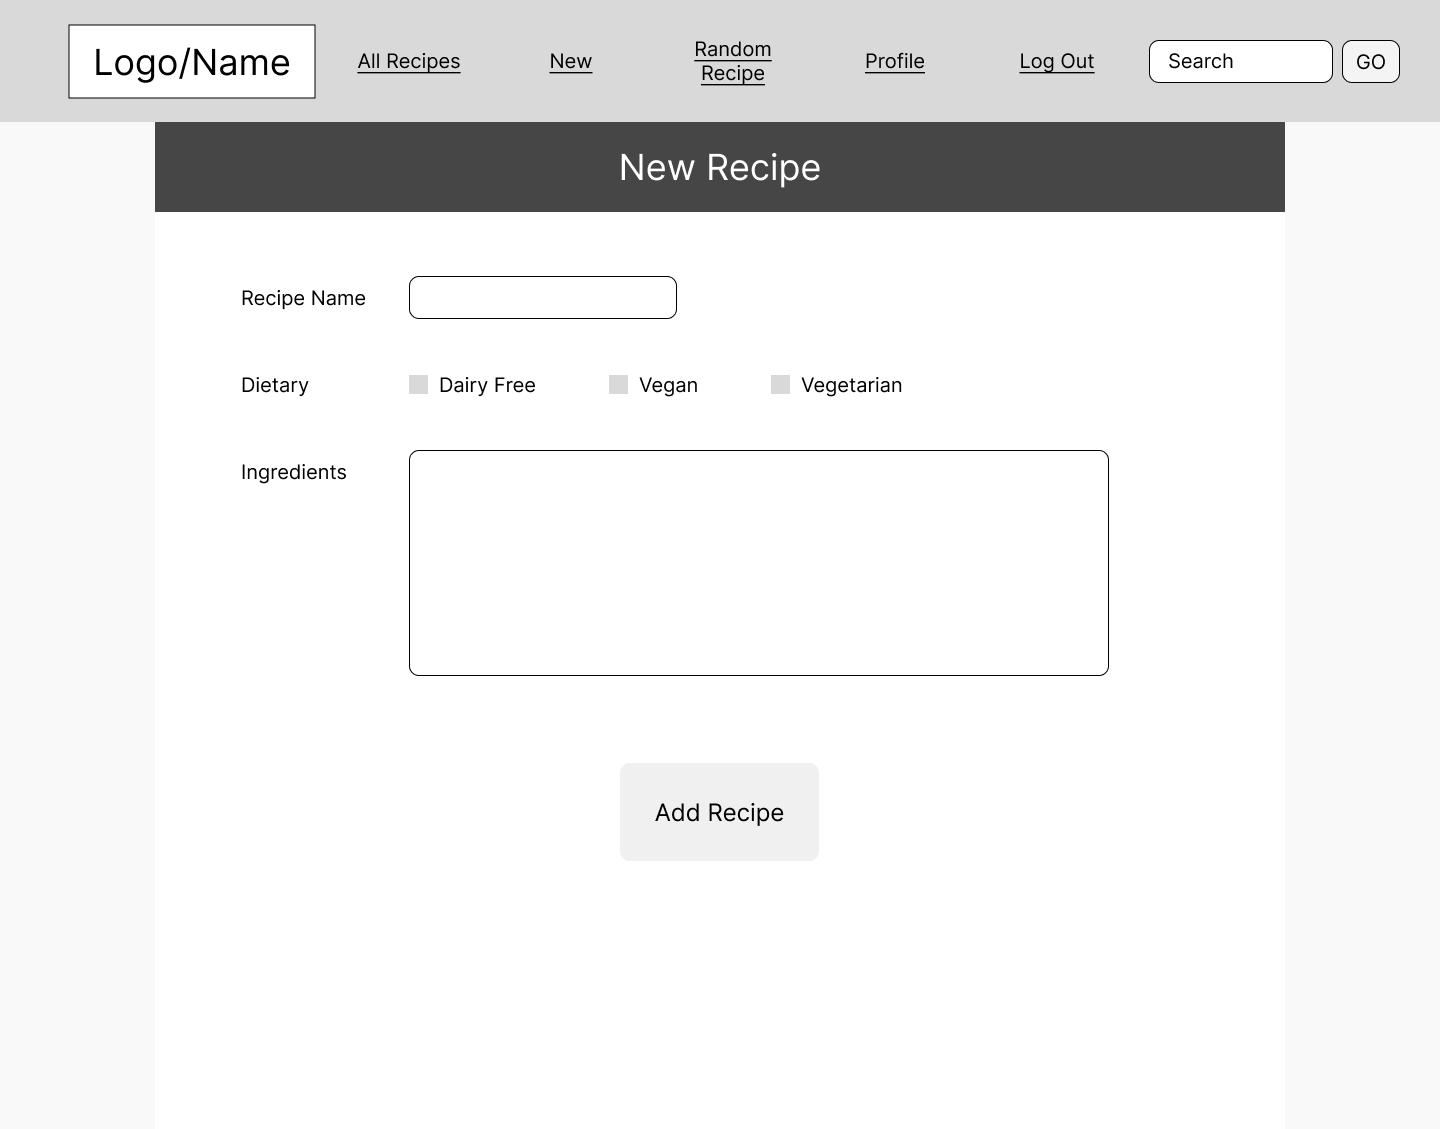 Logo/Name
All Recipes
New
Random
Recipe
Profile
Log Out
Search
GO
New Recipe
Recipe Name
Dietary
Dairy Free
Vegan
Vegetarian
Ingredients
Add Recipe